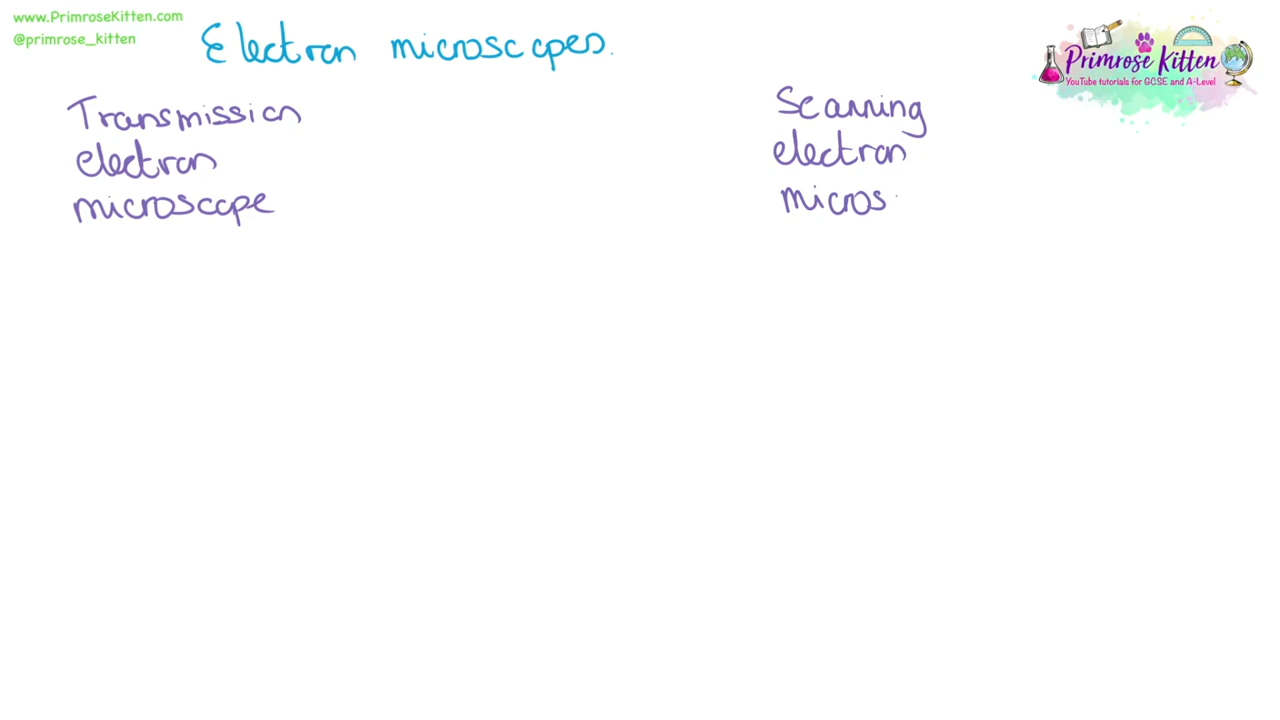 www.PrimroseKitten.com
@primrose_kitten
Electron microscopes.
Transmission
electron
microscope
Scanning
electron
micros
Primrose Kitten
YouTube tutorials for GCSE and A-Level